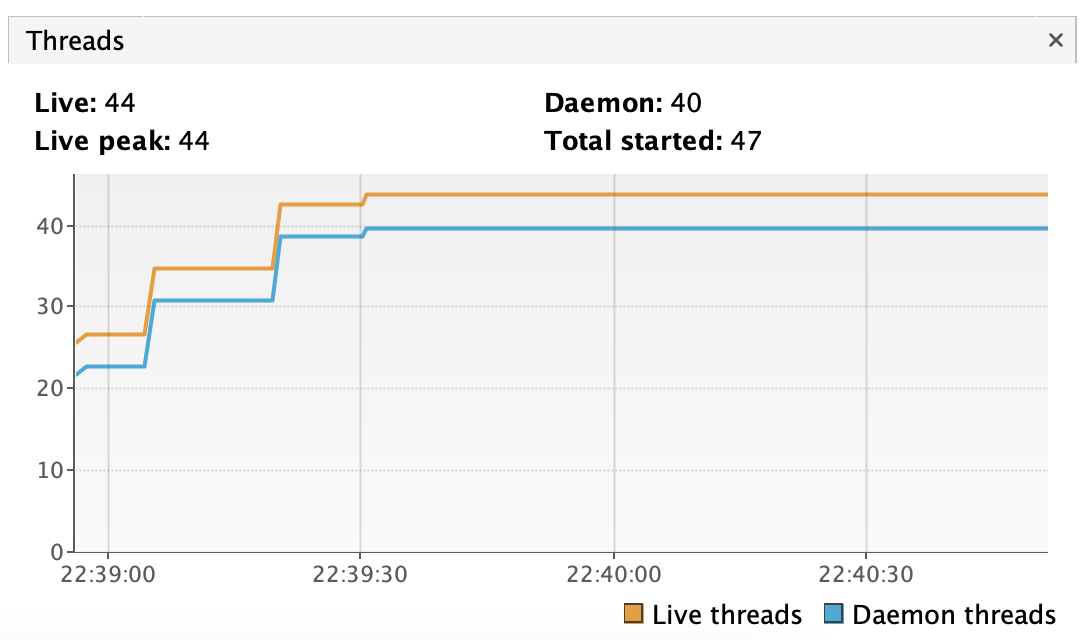 Threads ×
Live: 44 Daemon: 40
Live peak: 44 Total started: 47
40
30
20
10
0
22:39:00 22:39:30 22:40:00 22:40:30
Live threads Daemon threads